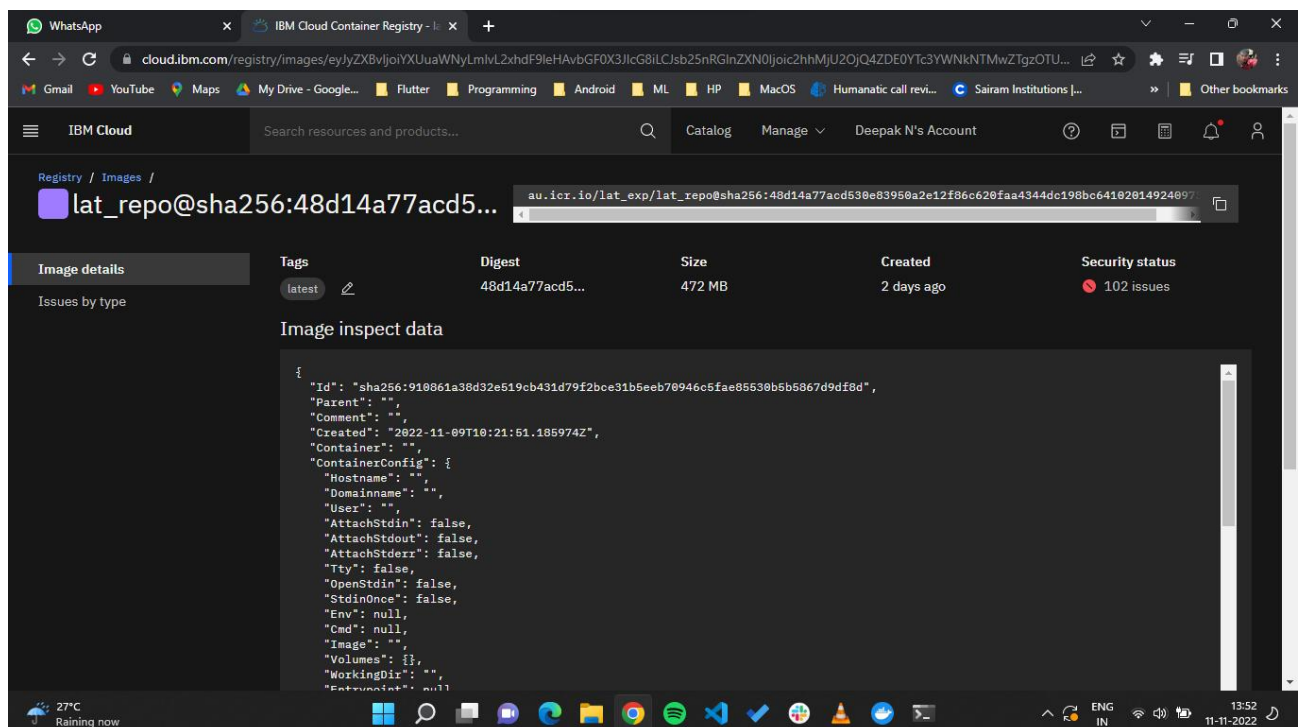 WhatsApp
IBM Cloud Container Registry - la
cloud.ibm.com/registry/images/eyJyZXBvIjoiYXUuaWNyLmlvL2xhdF9leHAvbGF0X3JlcG8iLCJsb25nRGlnZXN0Ijoic2hhMjU2OjQ4ZDE0YTc3YWNkNTMwZTgzOTU...
Gmail YouTube Maps My Drive - Google... Flutter Programming Android ML HP MacOS Humanatic call revi... Sairam Institutions |... » Other bookmarks
IBM Cloud Search resources and products... Catalog Manage Deepak N's Account
Registry / Images /
lat_repo@sha256:48d14a77acd5...
au.icr.io/lat_exp/lat_repo@sha256:48d14a77acd530e83950a2e12f86c620faa4344dc198bc64102014924097
Image details
Issues by type
Tags Digest Size Created Security status
latest 48d14a77acd5... 472 MB 2 days ago 102 issues
Image inspect data
{
"Id": "sha256:910861a38d32e519cb431d79f2bce31b5eeb70946c5fae85530b5b5867d9df8d",
"Parent": "",
"Comment": "",
"Created": "2022-11-09T10:21:51.185974Z",
"Container": "",
"ContainerConfig": {
"Hostname": "",
"Domainname": "",
"User": "",
"AttachStdin": false,
"AttachStdout": false,
"AttachStderr": false,
"Tty": false,
"OpenStdin": false,
"StdinOnce": false,
"Env": null,
"Cmd": null,
"Image": "",
"Volumes": {},
"WorkingDir": "",
"Entrypoint": null
27°C
Raining now
ENG
IN
13:52
11-11-2022